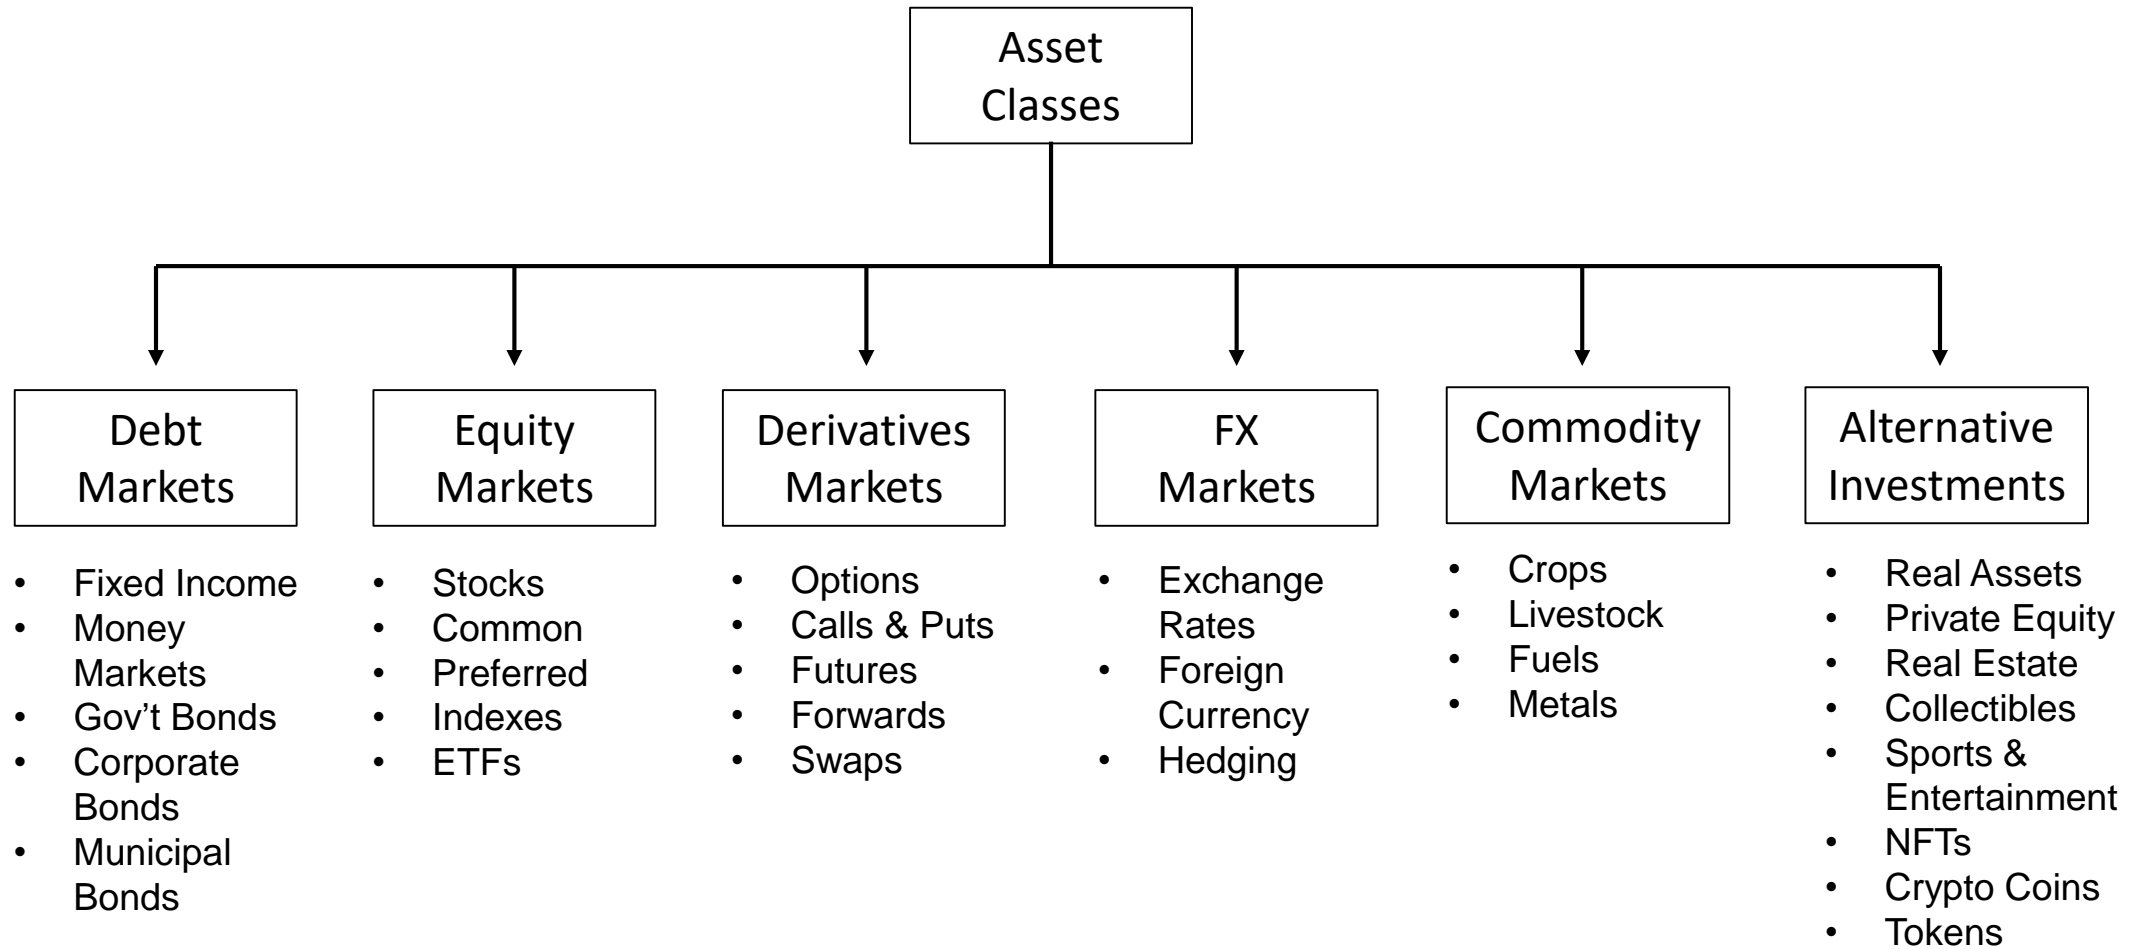 Asset
Classes
Debt
Markets
• Fixed Income
• Money
Markets
• Gov’t Bonds
• Corporate
Bonds
• Municipal
Bonds
Equity
Markets
• Stocks
• Common
• Preferred
• Indexes
• ETFs
Derivatives
Markets
• Options
• Calls & Puts
• Futures
• Forwards
• Swaps
FX
Markets
• Exchange
Rates
• Foreign
Currency
• Hedging
Commodity
Markets
• Crops
• Livestock
• Fuels
• Metals
Alternative
Investments
• Real Assets
• Private Equity
• Real Estate
• Collectibles
• Sports &
Entertainment
• NFTs
• Crypto Coins
• Tokens